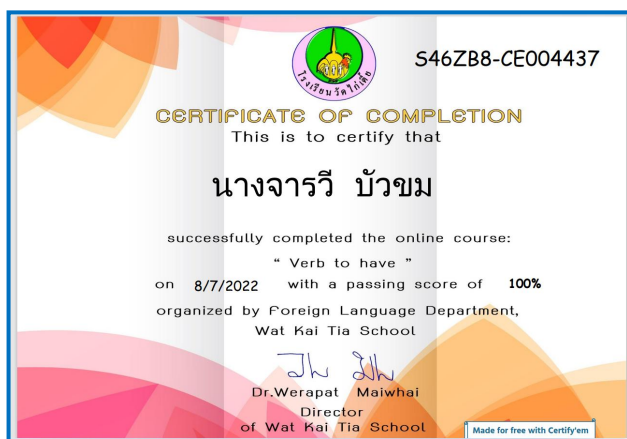 S46ZB8-CE004437
โรงเรียนวัดไก่เตี้ย
CERTIFICATE OF COMPLETION
This is to certify that
นางจารวี บัวขม
successfully completed the online course:
“ Verb to have ”
on 8/7/2022 with a passing score of 100%
organized by Foreign Language Department,
Wat Kai Tia School
Dr.Werapat Maiwhai
Director
of Wat Kai Tia School
Made for free with Certify'em